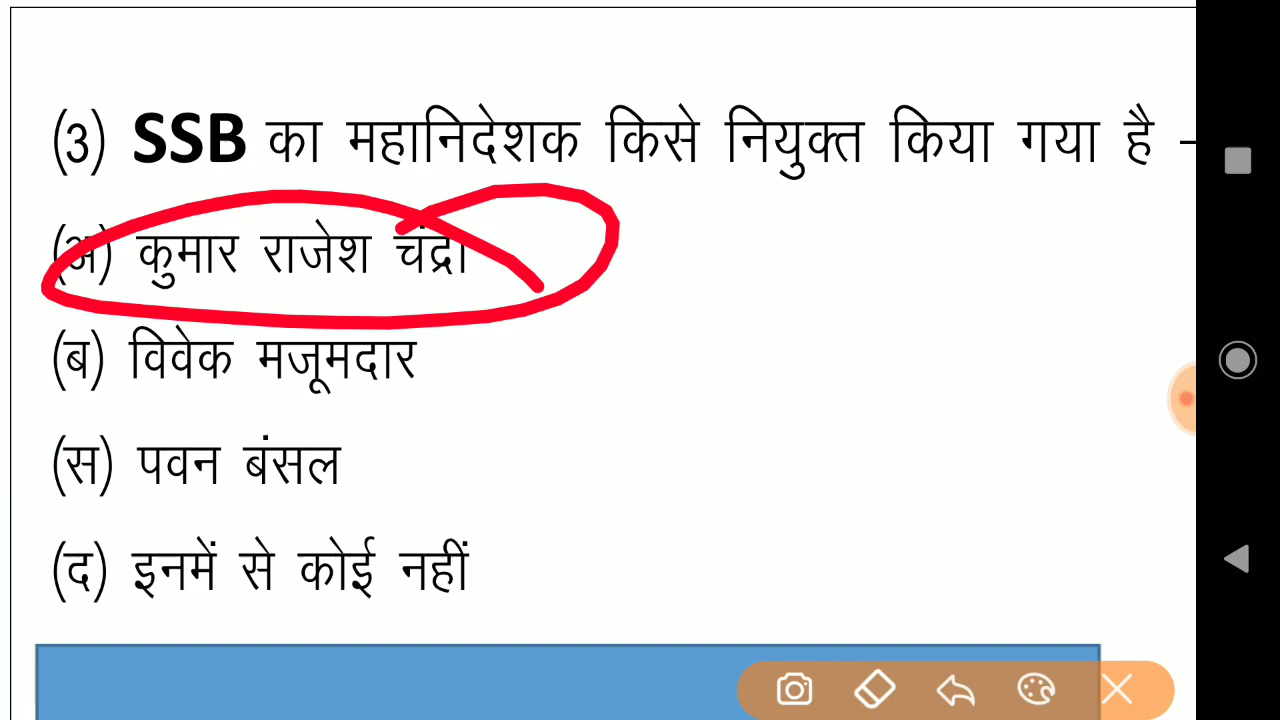 (3) SSB का महानिदेशक किसे नियुक्त किया गया है –
(अ) कुमार राजेश चंद्रा
(ब) विवेक मजूमदार
(स) पवन बंसल
(द) इनमें से कोई नहीं